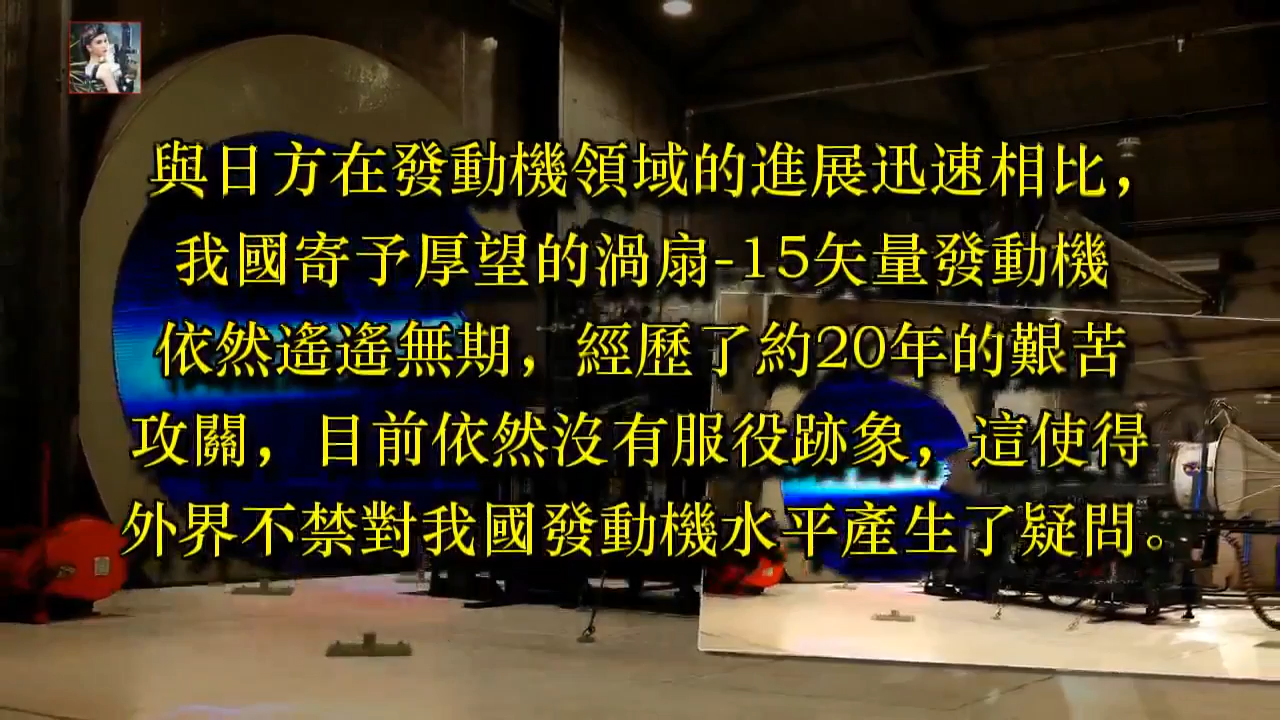 與日方在發動機領域的進展迅速相比，
我國寄予厚望的渦扇-15矢量發動機
依然遙遙無期，經歷了約20年的艱苦
攻關，目前依然沒有服役跡象，這使得
外界不禁對我國發動機水平產生了疑問。